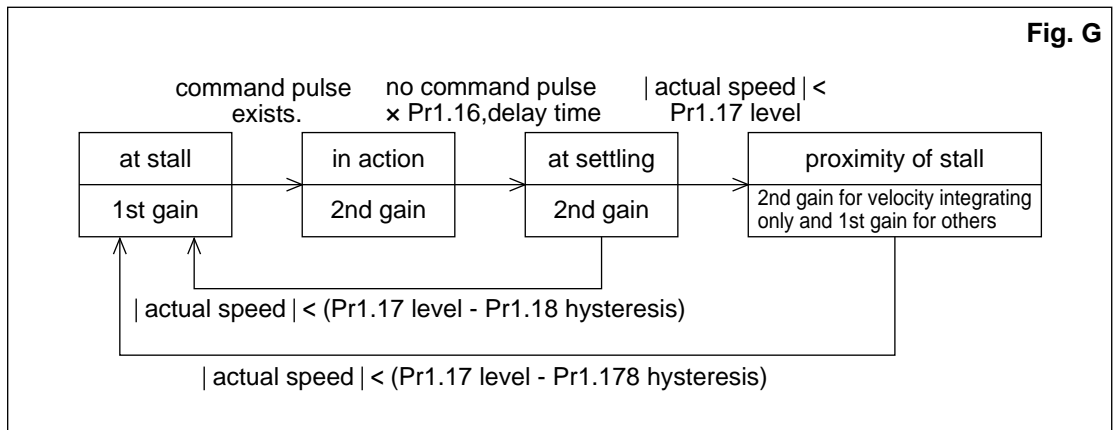 Fig. G
command pulse
exists.
no command pulse
× Pr1.16,delay time
| actual speed | <
Pr1.17 level
at stall
1st gain
in action
2nd gain
at settling
2nd gain
proximity of stall
2nd gain for velocity integrating
only and 1st gain for others
| actual speed | < (Pr1.17 level - Pr1.18 hysteresis)
| actual speed | < (Pr1.17 level - Pr1.178 hysteresis)